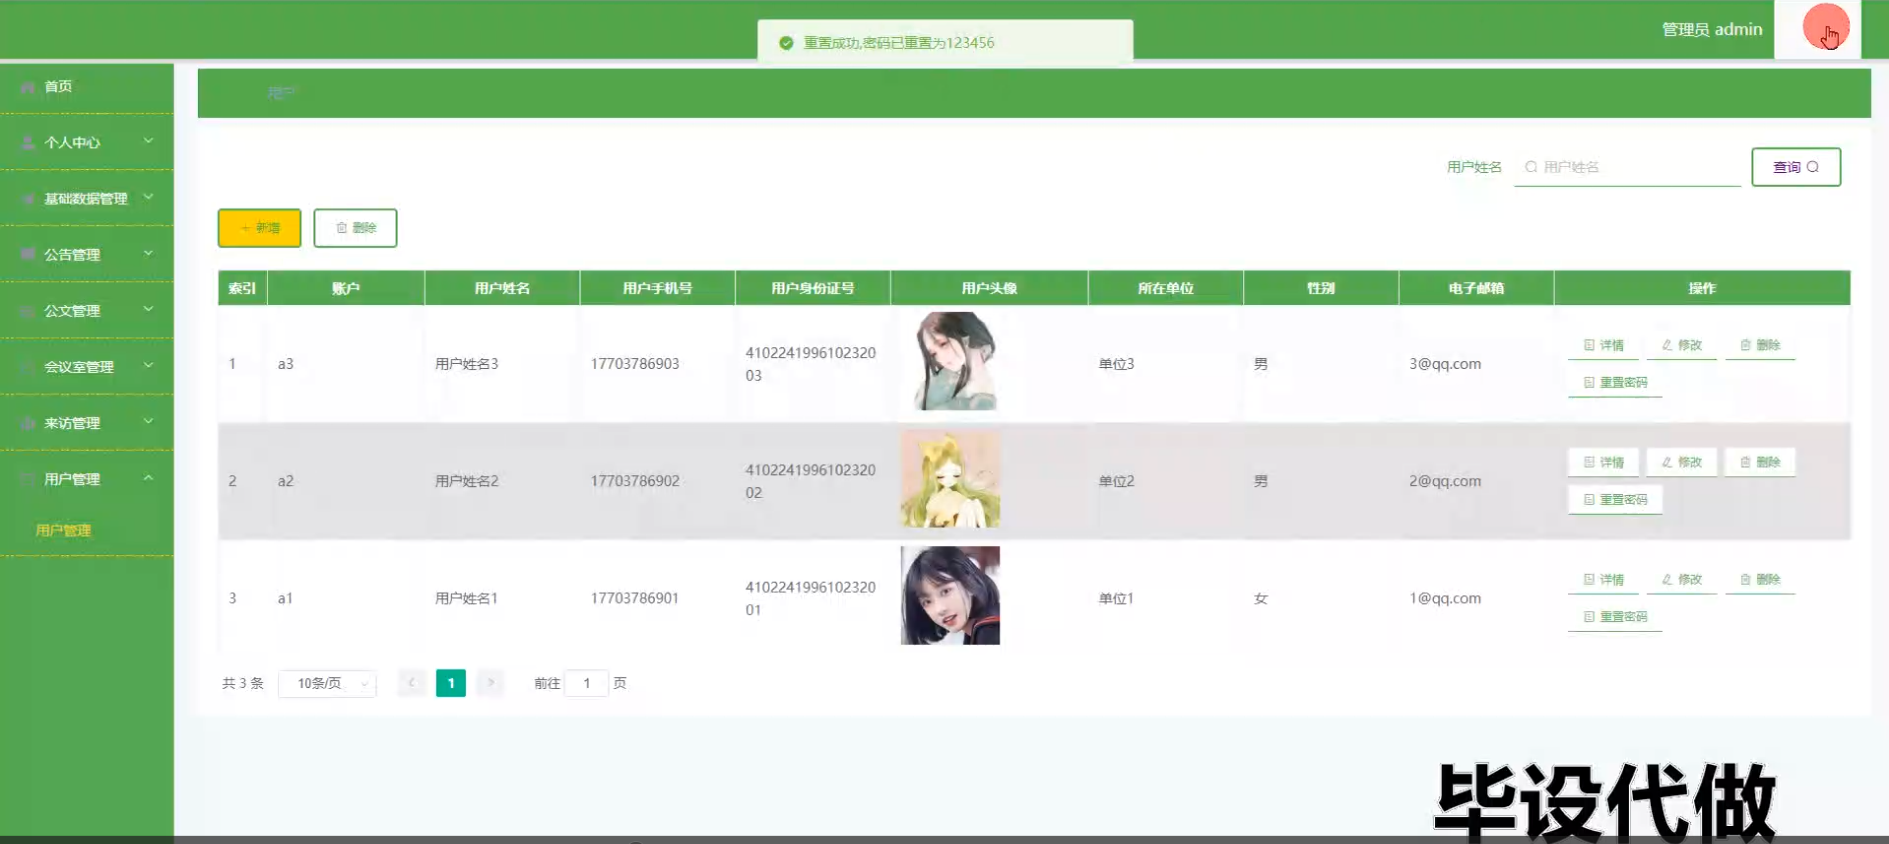 重置成功,密码已重置为123456
管理员 admin
首页
个人中心
基础数据管理
公告管理
公文管理
会议室管理
来访管理
用户管理
用户管理
用户
用户姓名 用户姓名 查询
新增 删除
索引 账户 用户姓名 用户手机号 用户身份证号 用户头像 所在单位 性别 电子邮箱 操作
1 a3 用户姓名3 17703786903 4102241996102320
03 单位3 男 3@qq.com 详情 修改 删除
重置密码
2 a2 用户姓名2 17703786902 4102241996102320
02 单位2 男 2@qq.com 详情 修改 删除
重置密码
3 a1 用户姓名1 17703786901 4102241996102320
01 单位1 女 1@qq.com 详情 修改 删除
重置密码
共 3 条 10条/页 1 前往 1 页
毕设代做